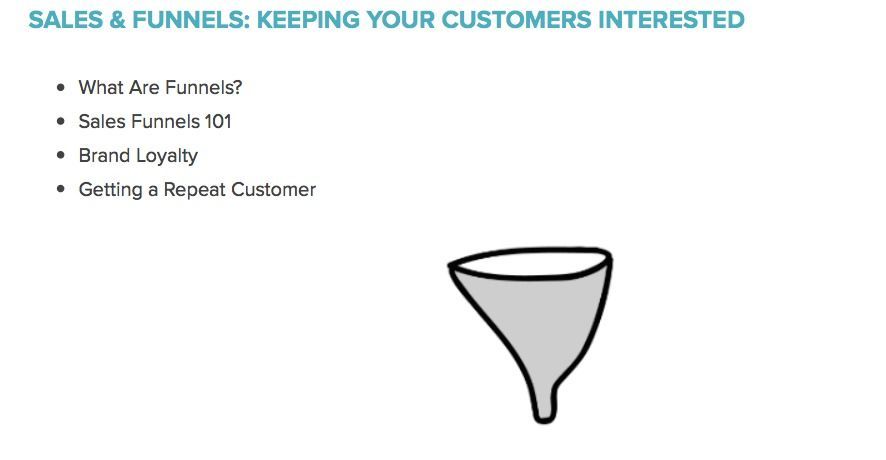 SALES & FUNNELS: KEEPING YOUR CUSTOMERS INTERESTED
What Are Funnels?
Sales Funnels 101
Brand Loyalty
Getting a Repeat Customer